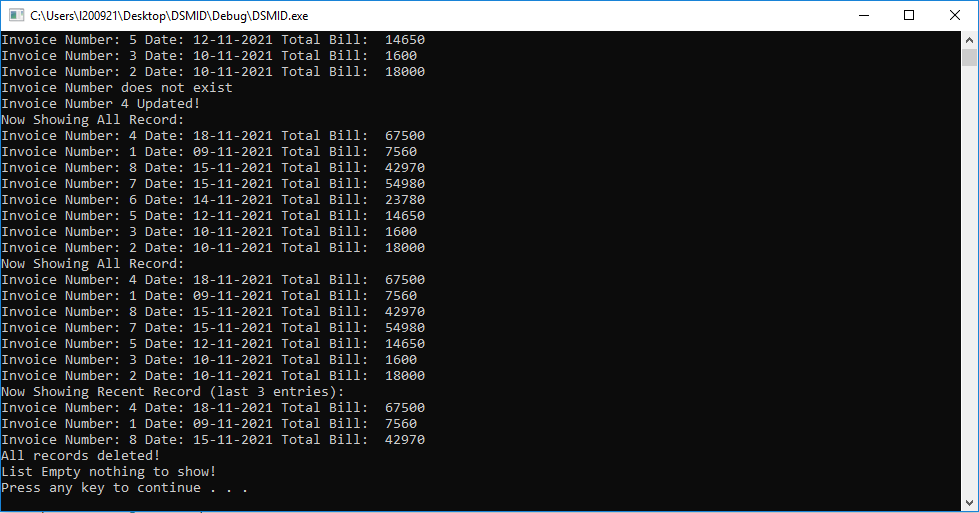 C:\Users\I200921\Desktop\DSMID\Debug\DSMID.exe
Invoice Number: 5 Date: 12-11-2021 Total Bill:  14650
Invoice Number: 3 Date: 10-11-2021 Total Bill:  1600
Invoice Number: 2 Date: 10-11-2021 Total Bill:  18000
Invoice Number does not exist
Invoice Number 4 Updated!
Now Showing All Record:
Invoice Number: 4 Date: 18-11-2021 Total Bill:  67500
Invoice Number: 1 Date: 09-11-2021 Total Bill:  7560
Invoice Number: 8 Date: 15-11-2021 Total Bill:  42970
Invoice Number: 7 Date: 15-11-2021 Total Bill:  54980
Invoice Number: 6 Date: 14-11-2021 Total Bill:  23780
Invoice Number: 5 Date: 12-11-2021 Total Bill:  14650
Invoice Number: 3 Date: 10-11-2021 Total Bill:  1600
Invoice Number: 2 Date: 10-11-2021 Total Bill:  18000
Now Showing All Record:
Invoice Number: 4 Date: 18-11-2021 Total Bill:  67500
Invoice Number: 1 Date: 09-11-2021 Total Bill:  7560
Invoice Number: 8 Date: 15-11-2021 Total Bill:  42970
Invoice Number: 7 Date: 15-11-2021 Total Bill:  54980
Invoice Number: 5 Date: 12-11-2021 Total Bill:  14650
Invoice Number: 3 Date: 10-11-2021 Total Bill:  1600
Invoice Number: 2 Date: 10-11-2021 Total Bill:  18000
Now Showing Recent Record (last 3 entries):
Invoice Number: 4 Date: 18-11-2021 Total Bill:  67500
Invoice Number: 1 Date: 09-11-2021 Total Bill:  7560
Invoice Number: 8 Date: 15-11-2021 Total Bill:  42970
All records deleted!
List Empty nothing to show!
Press any key to continue . . .